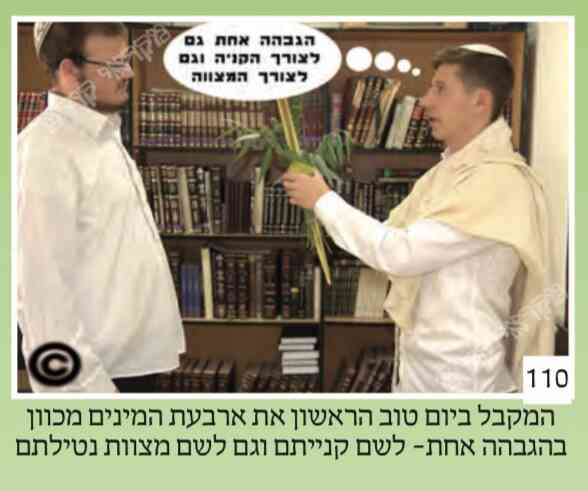 הגבהה אחת גם
לצורך הקניה וגם
לצורך המצווה
©
110
המקבל ביום טוב הראשון את ארבעת המינים מכוון
בהגבהה אחת- לשם קנייתם וגם לשם מצוות נטילתם